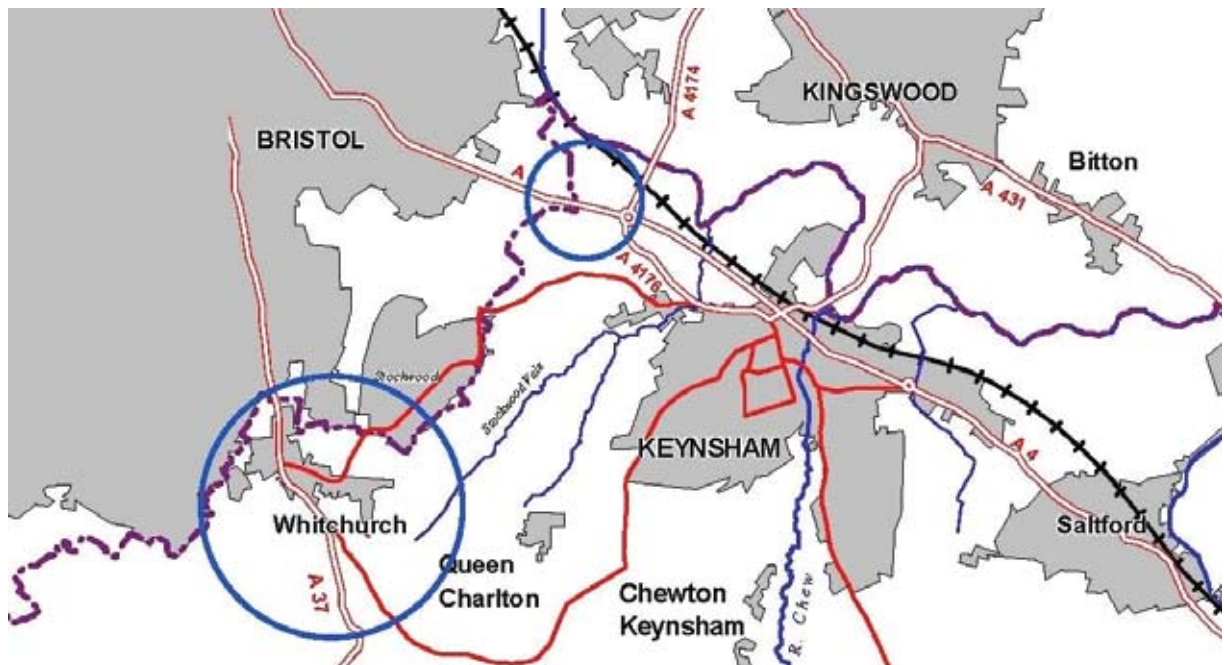 A 4174
KINGSWOOD
BRISTOL
Bitton
A
A 431
A 4176
Stockwood
Stockwood Vale
KEYNSHAM
A 4
Whitchurch
Saltford
A 37
Queen
Charlton
Chewton
Keynsham
R. Chew